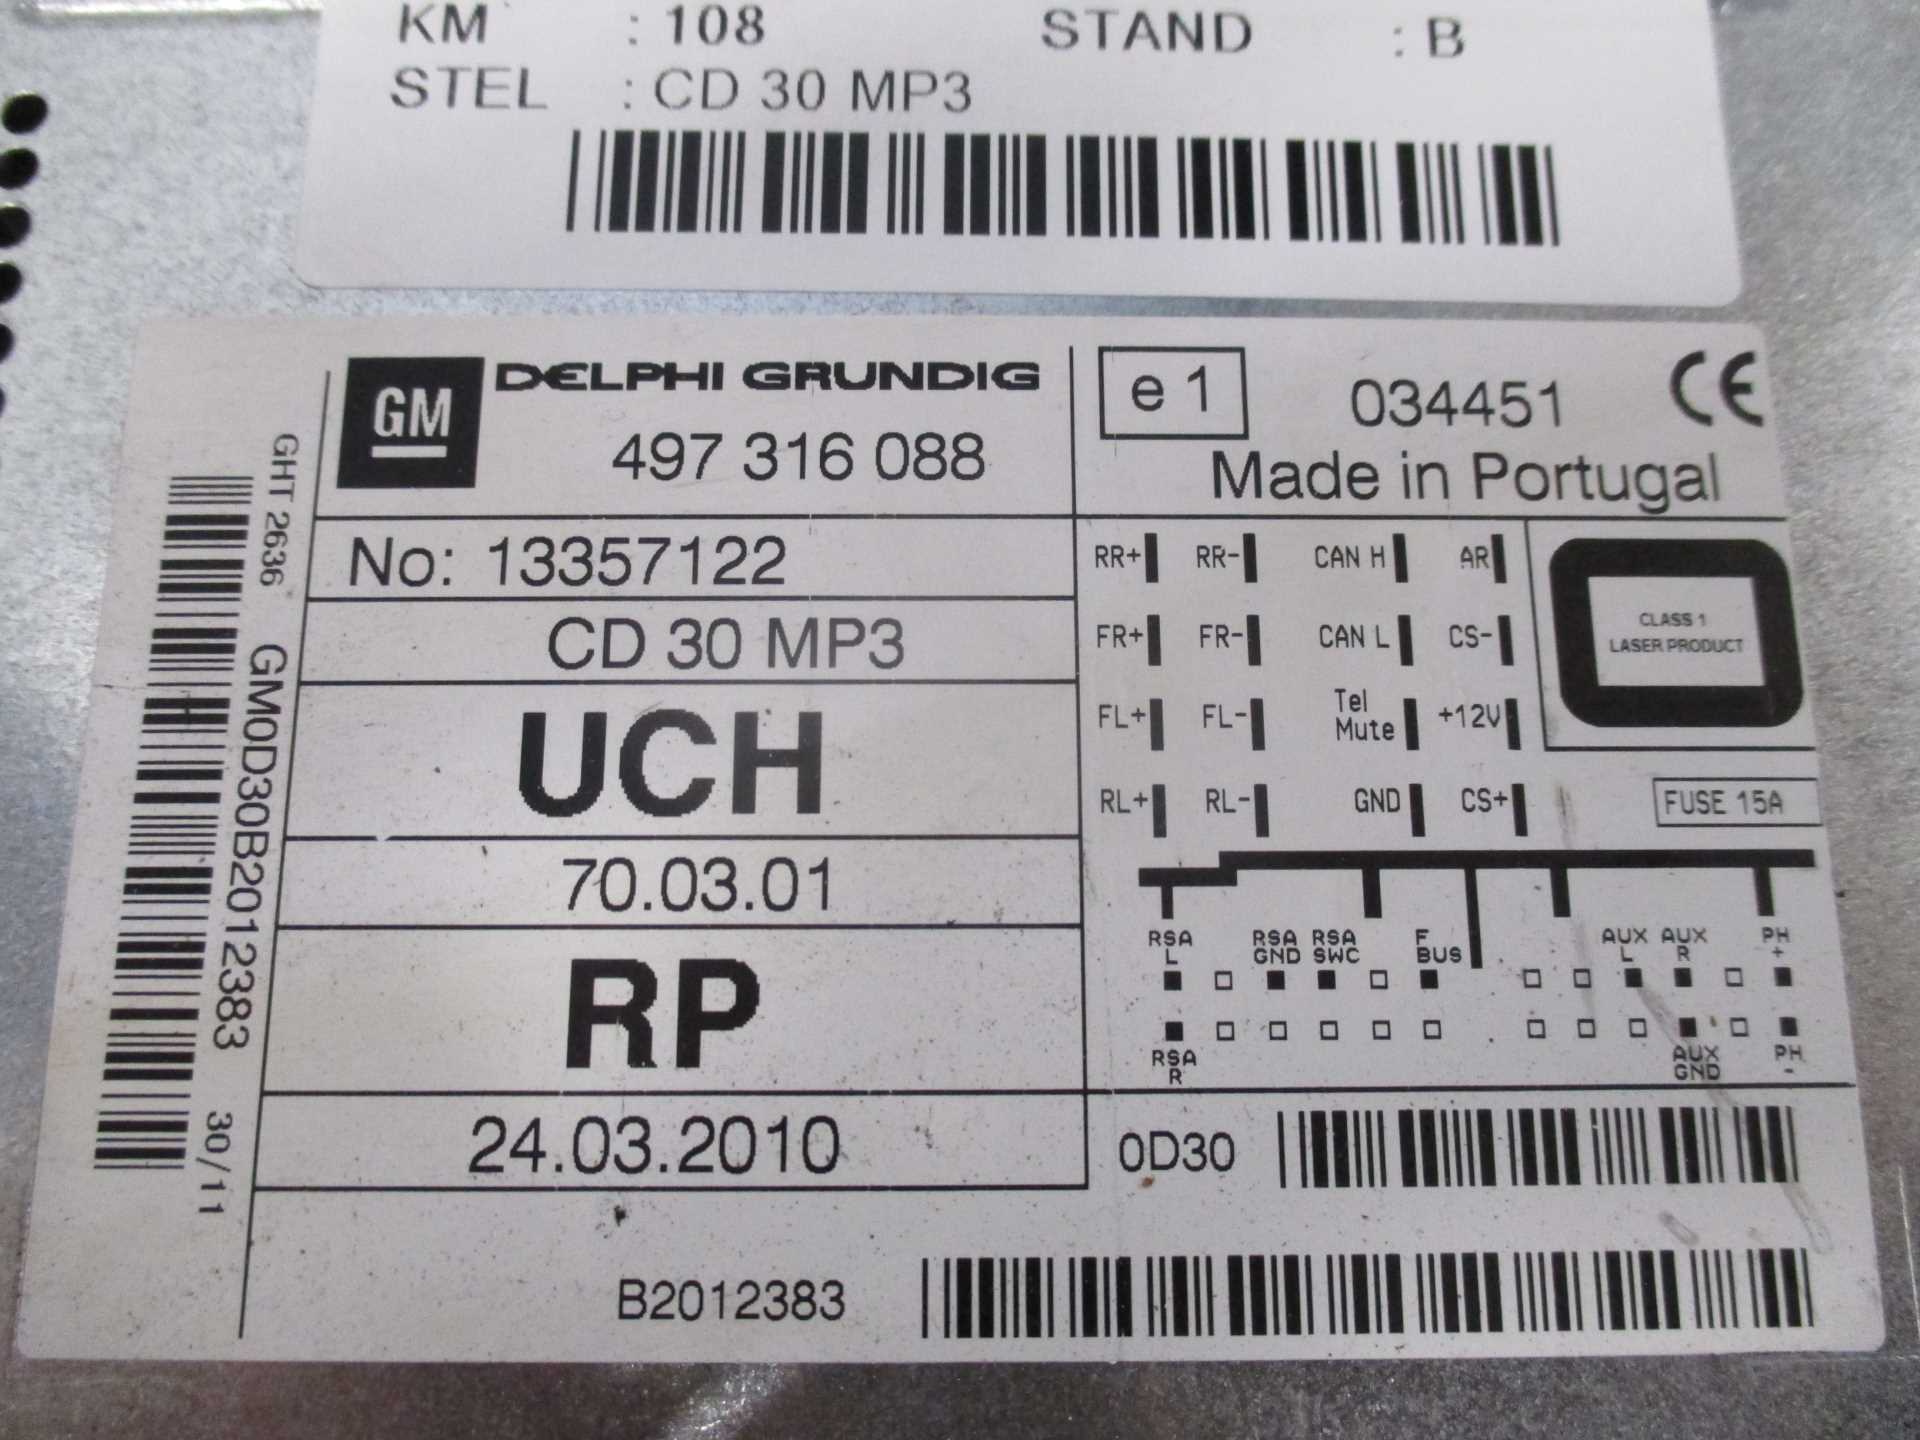 KM : 108 STAND : B
STEL : CD 30 MP3
GM DELPHI GRUNDIG
497 316 088
e1 034451 CE
Made in Portugal
No: 13357122
CD 30 MP3
UCH
70.03.01
RP
24.03.2010
GHT 2636
GM0D30B2012383
30/11
RR+ RR- CAN H AR
FR+ FR- CAN L CS-
FL+ FL- Tel Mute +12V
RL+ RL- GND CS+
CLASS 1
LASER PRODUCT
FUSE 15A
RSA RSA RSA F AUX AUX PH
L GND SWC BUS L R +
RSA AUX PH
R GND -
0D30
B2012383